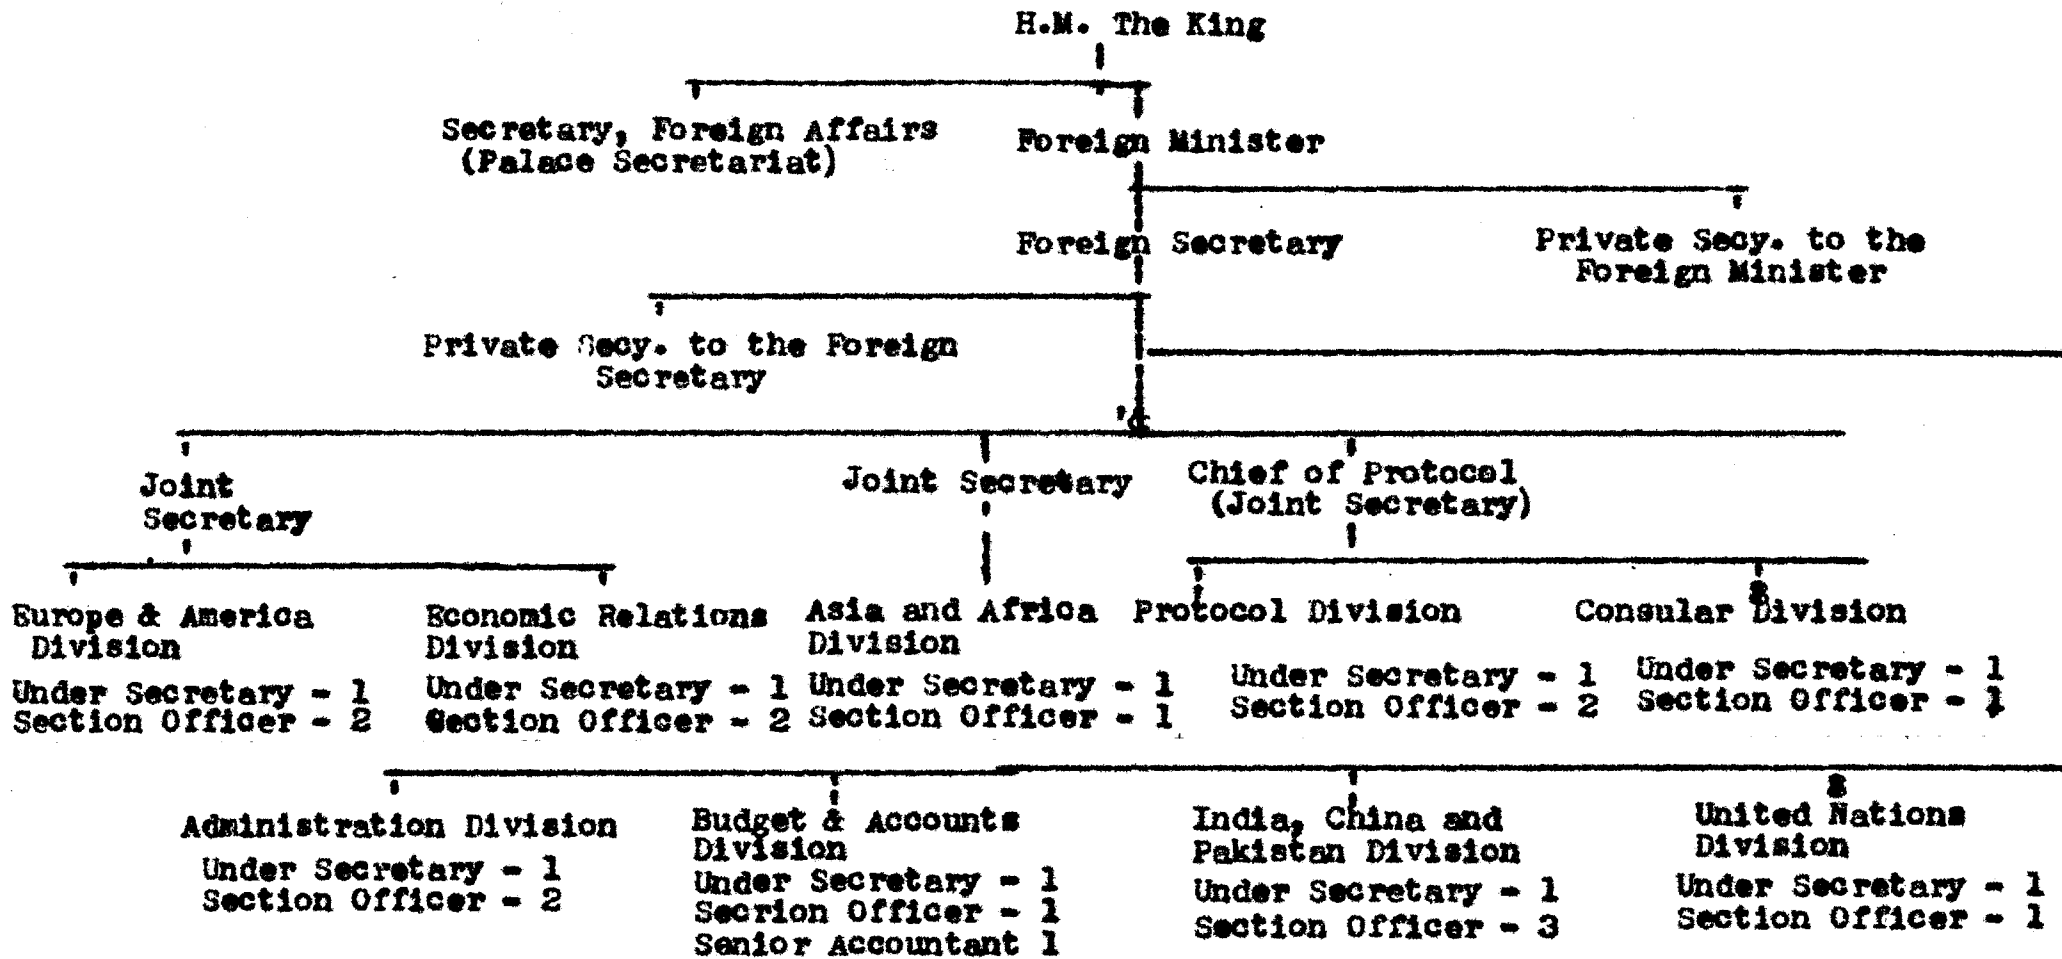 H.M. The King
Secretary, Foreign Affairs
(Palace Secretariat)
Foreign Minister
Foreign Secretary
Private Secy. to the
Foreign Minister
Private Secy. to the Foreign
Secretary
Joint
Secretary
Joint Secretary
Chief of Protocol
(Joint Secretary)
Europe & America
Division
Under Secretary - 1
Section Officer - 2
Economic Relations
Division
Under Secretary - 1
Section Officer - 2
Asia and Africa
Division
Under Secretary - 1
Section Officer - 1
Protocol Division
Under Secretary - 1
Section Officer - 2
Consular Division
Under Secretary - 1
Section Officer - 1
Administration Division
Under Secretary - 1
Section Officer - 2
Budget & Accounts
Division
Under Secretary - 1
Secrion Officer - 1
Senior Accountant 1
India, China and
Pakistan Division
Under Secretary - 1
Section Officer - 3
United Nations
Division
Under Secretary - 1
Section Officer - 1